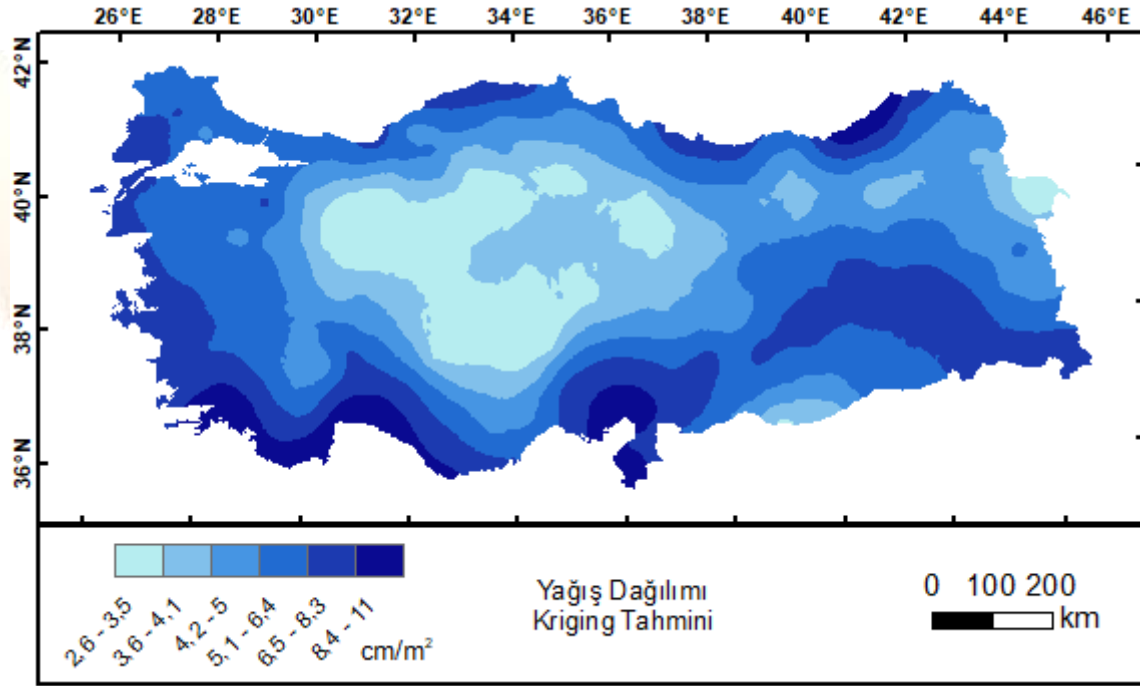 26°E 28°E 30°E 32°E 34°E 36°E 38°E 40°E 42°E 44°E 46°E
42°N
40°N
38°N
36°N
2,6 - 3,5
3,6 - 4,1
4,2 - 5
5,1 - 6,4
6,5 - 8,3
8,4 - 11
cm/m²
Yağış Dağılımı
Kriging Tahmini
0 100 200
km